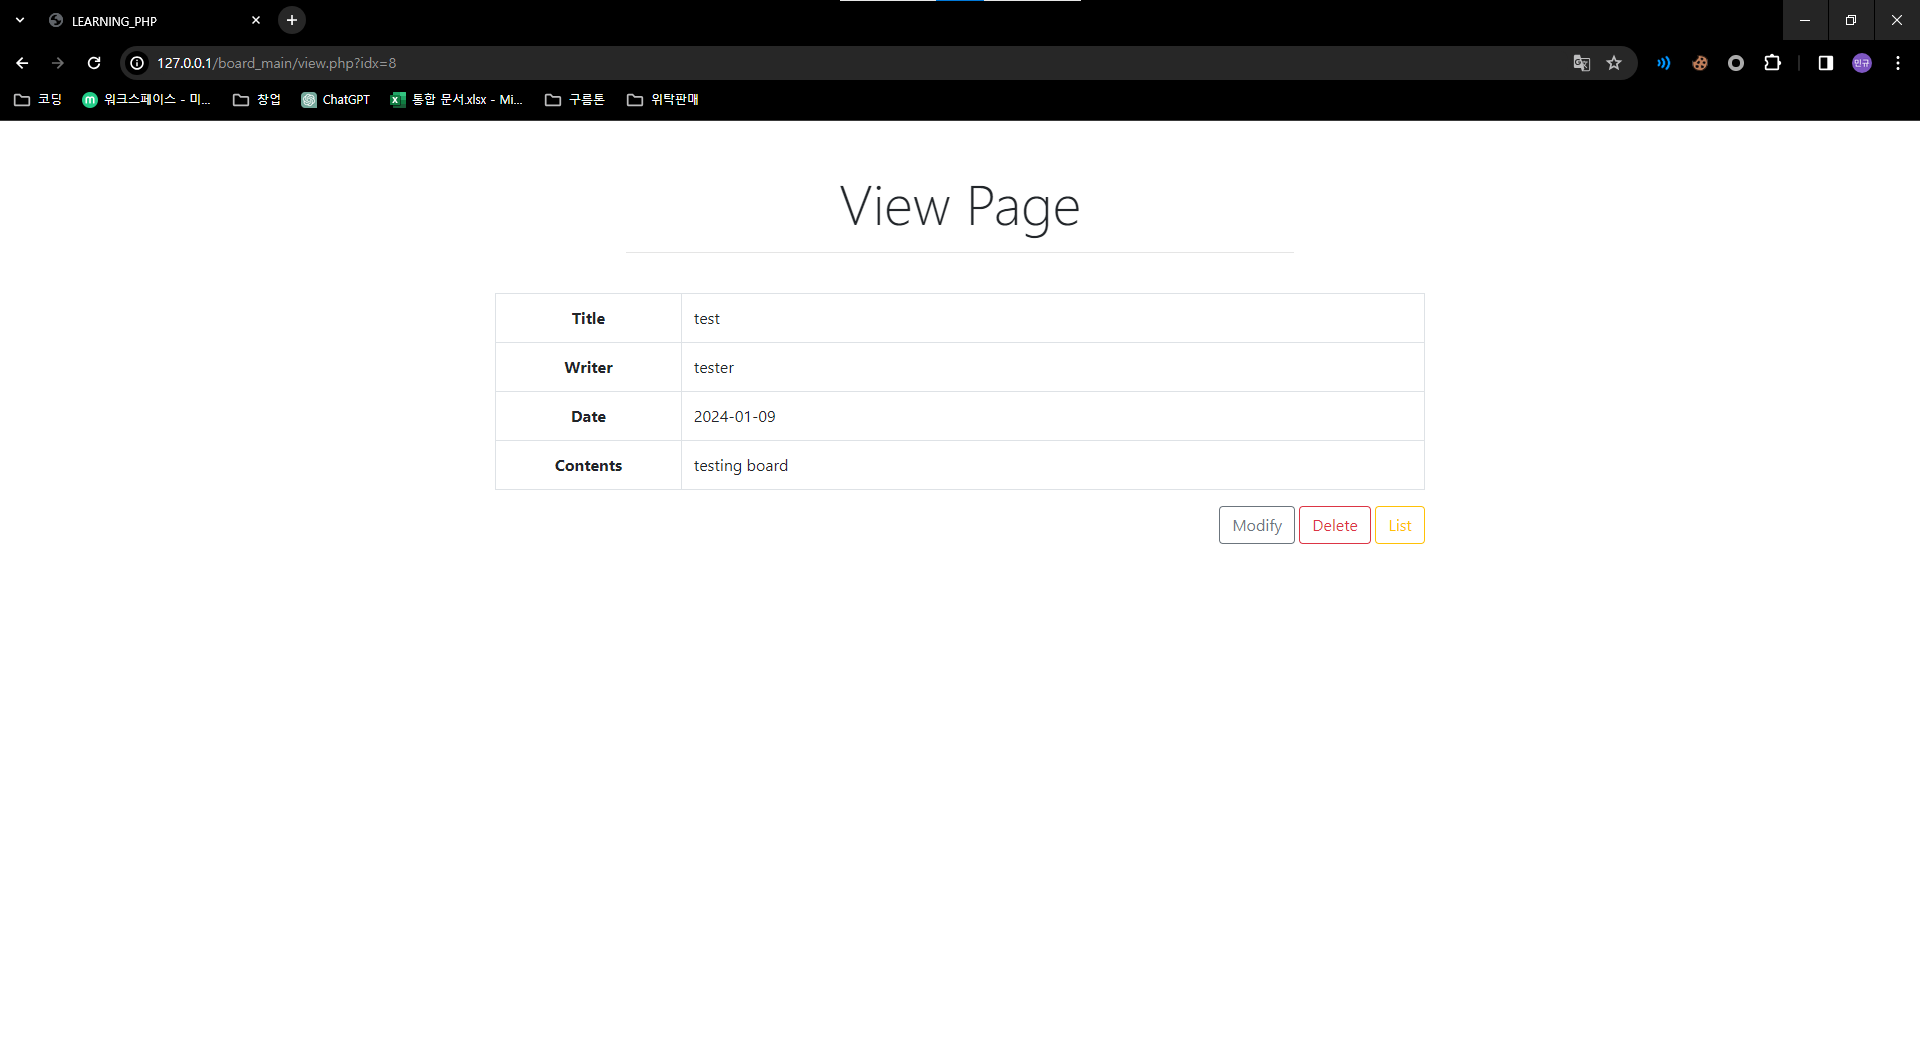 LEARNING_PHP
127.0.0.1/board_main/view.php?idx=8
민규
코딩 워크스페이스 - 미... 창업 ChatGPT 통합 문서.xlsx - Mi... 구름톤 위탁판매
View Page
Title test
Writer tester
Date 2024-01-09
Contents testing board
Modify Delete List